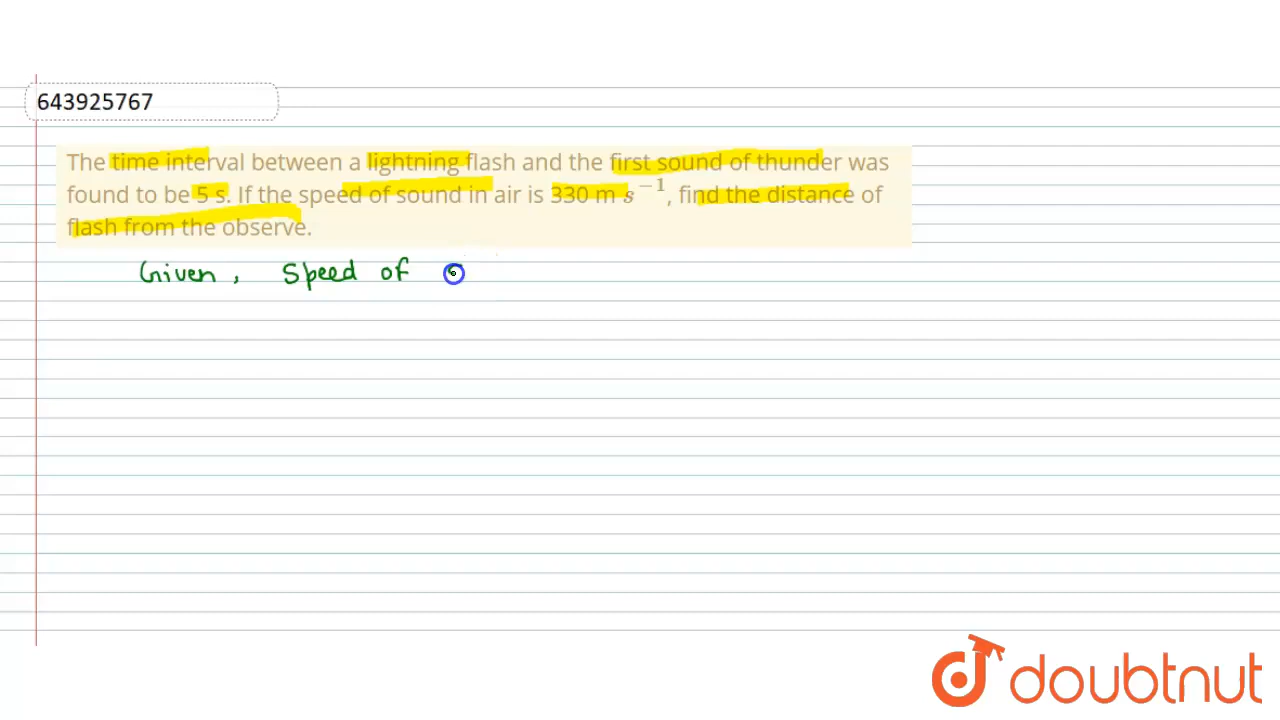 643925767
The time interval between a lightning flash and the first sound of thunder was
found to be 5 s. If the speed of sound in air is 330 m s⁻¹, find the distance of
flash from the observe.
Given, Speed of
doubtnut